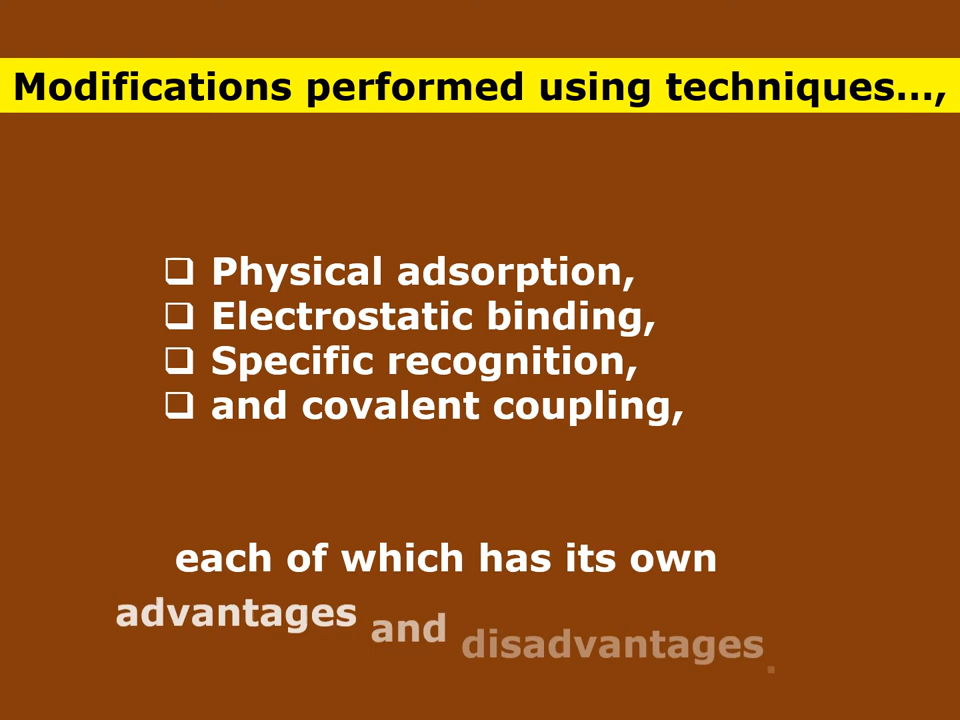 Modifications performed using techniques...,
❑ Physical adsorption,
❑ Electrostatic binding,
❑ Specific recognition,
❑ and covalent coupling,
each of which has its own
advantages and disadvantages.